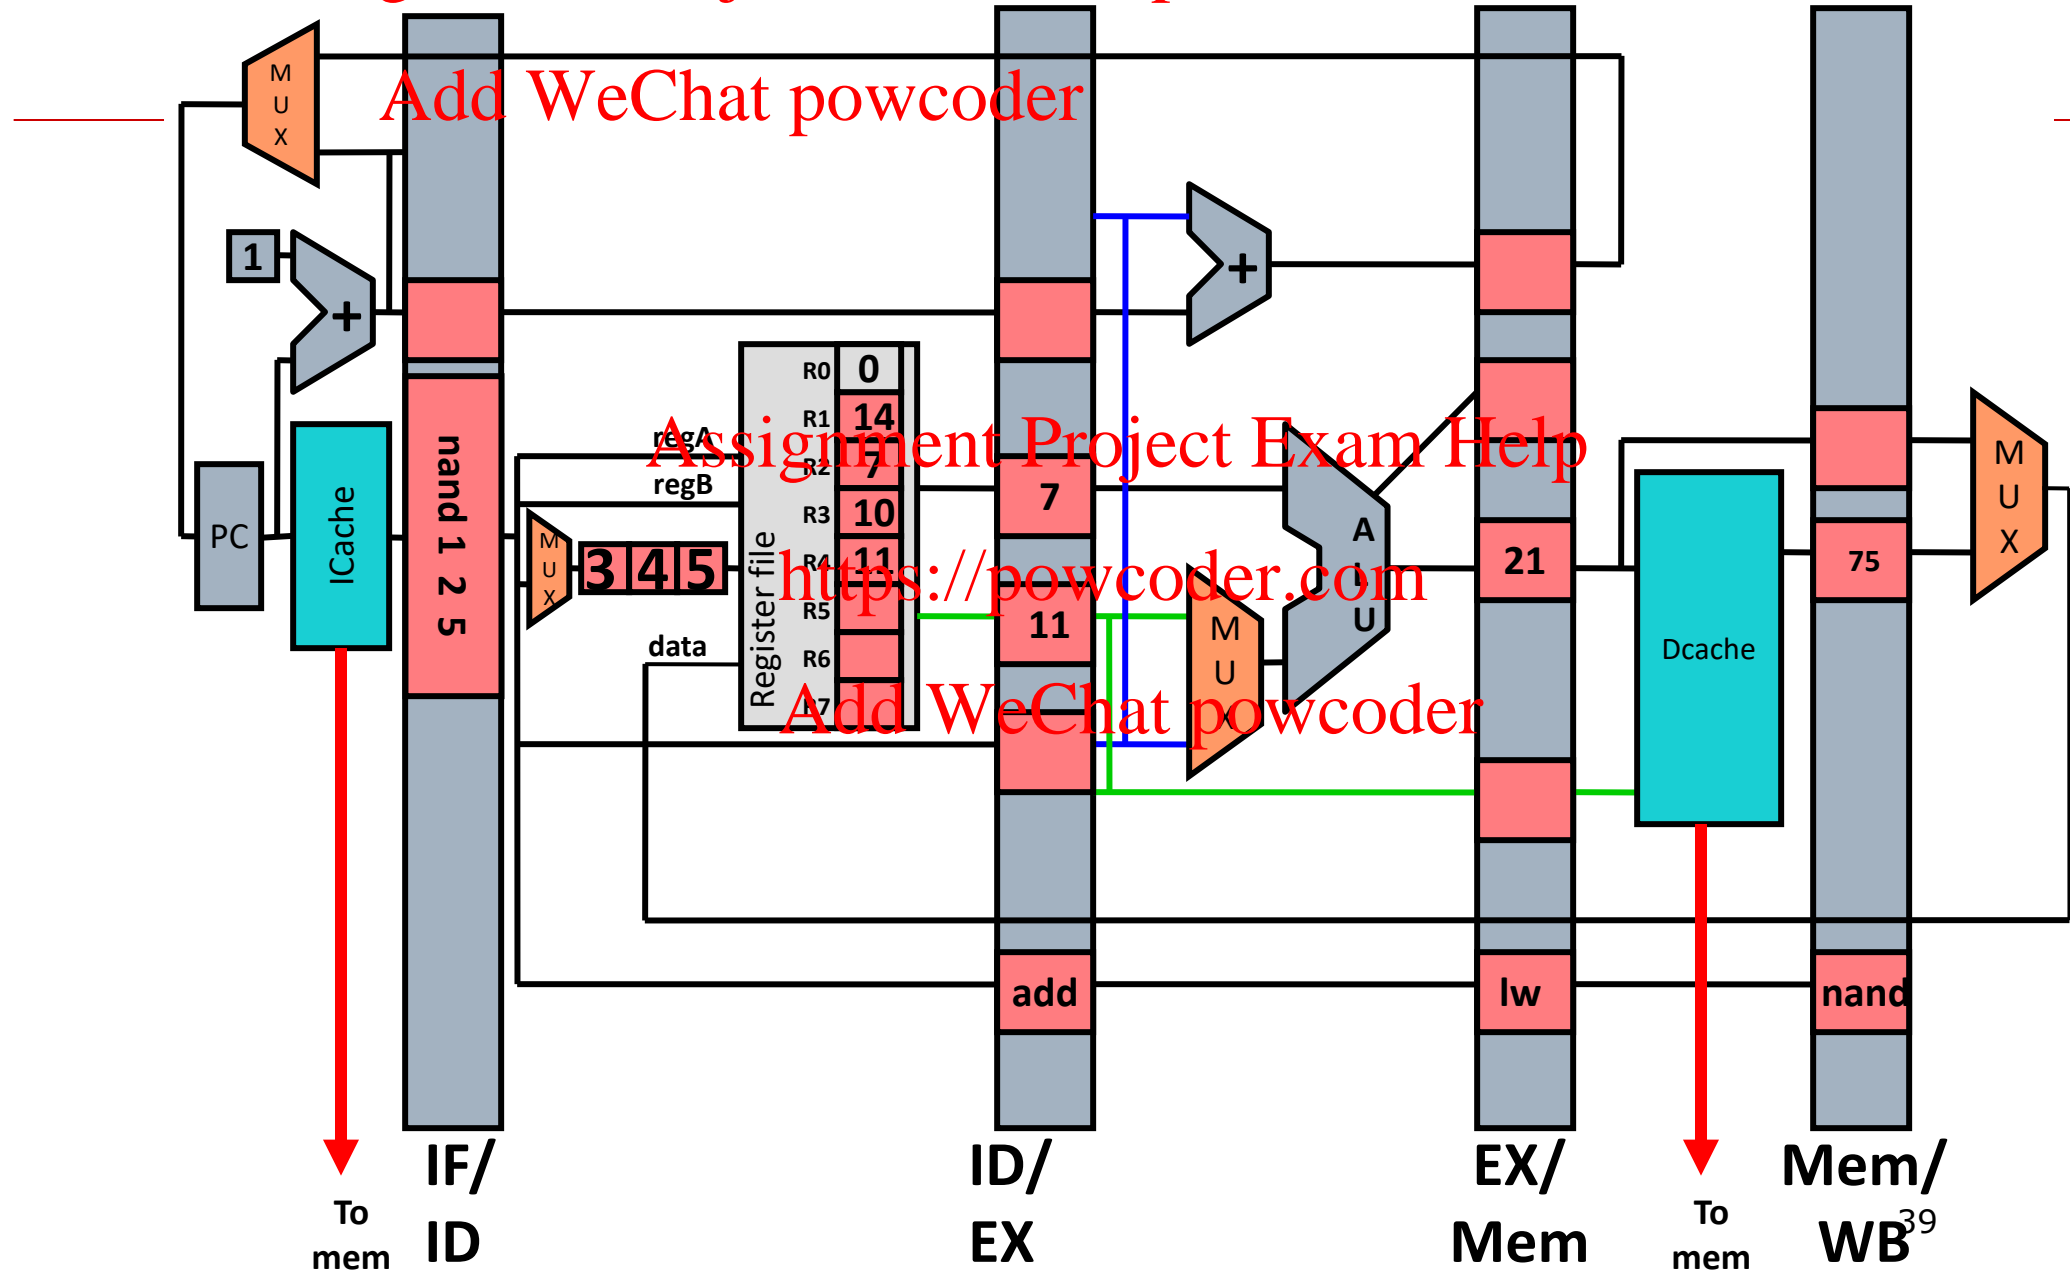 Add WeChat powcoder
M
U
X
1
+
+
R0 0
R1 14
regA
Assignment Project Exam Help
R2 7
regB
7
R3 10
nand 1 2 5
PC
ICache
M
U
X
3 4 5
R4 11
https://powcoder.com
R5
R6
R7
Register file
data
11
M
U
X
A
L
U
21
Dcache
75
M
U
X
Add WeChat powcoder
add
lw
nand
IF/
ID
ID/
EX
EX/
Mem
Mem/
WB
To
mem
To
mem
39